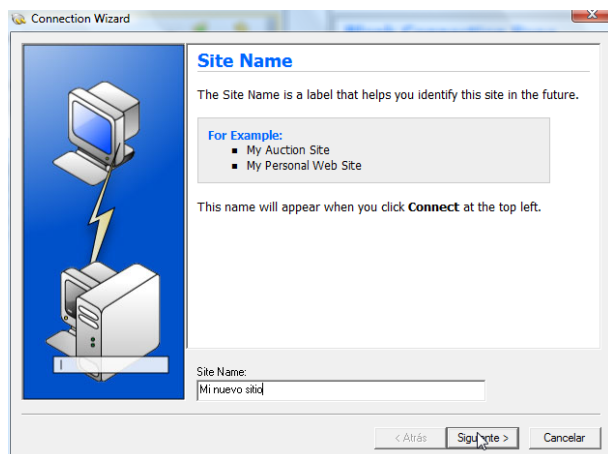 Connection Wizard
Site Name
The Site Name is a label that helps you identify this site in the future.
For Example:
My Auction Site
My Personal Web Site
This name will appear when you click Connect at the top left.
Site Name:
Mi nuevo sitio
< Atrás
Siguiente >
Cancelar